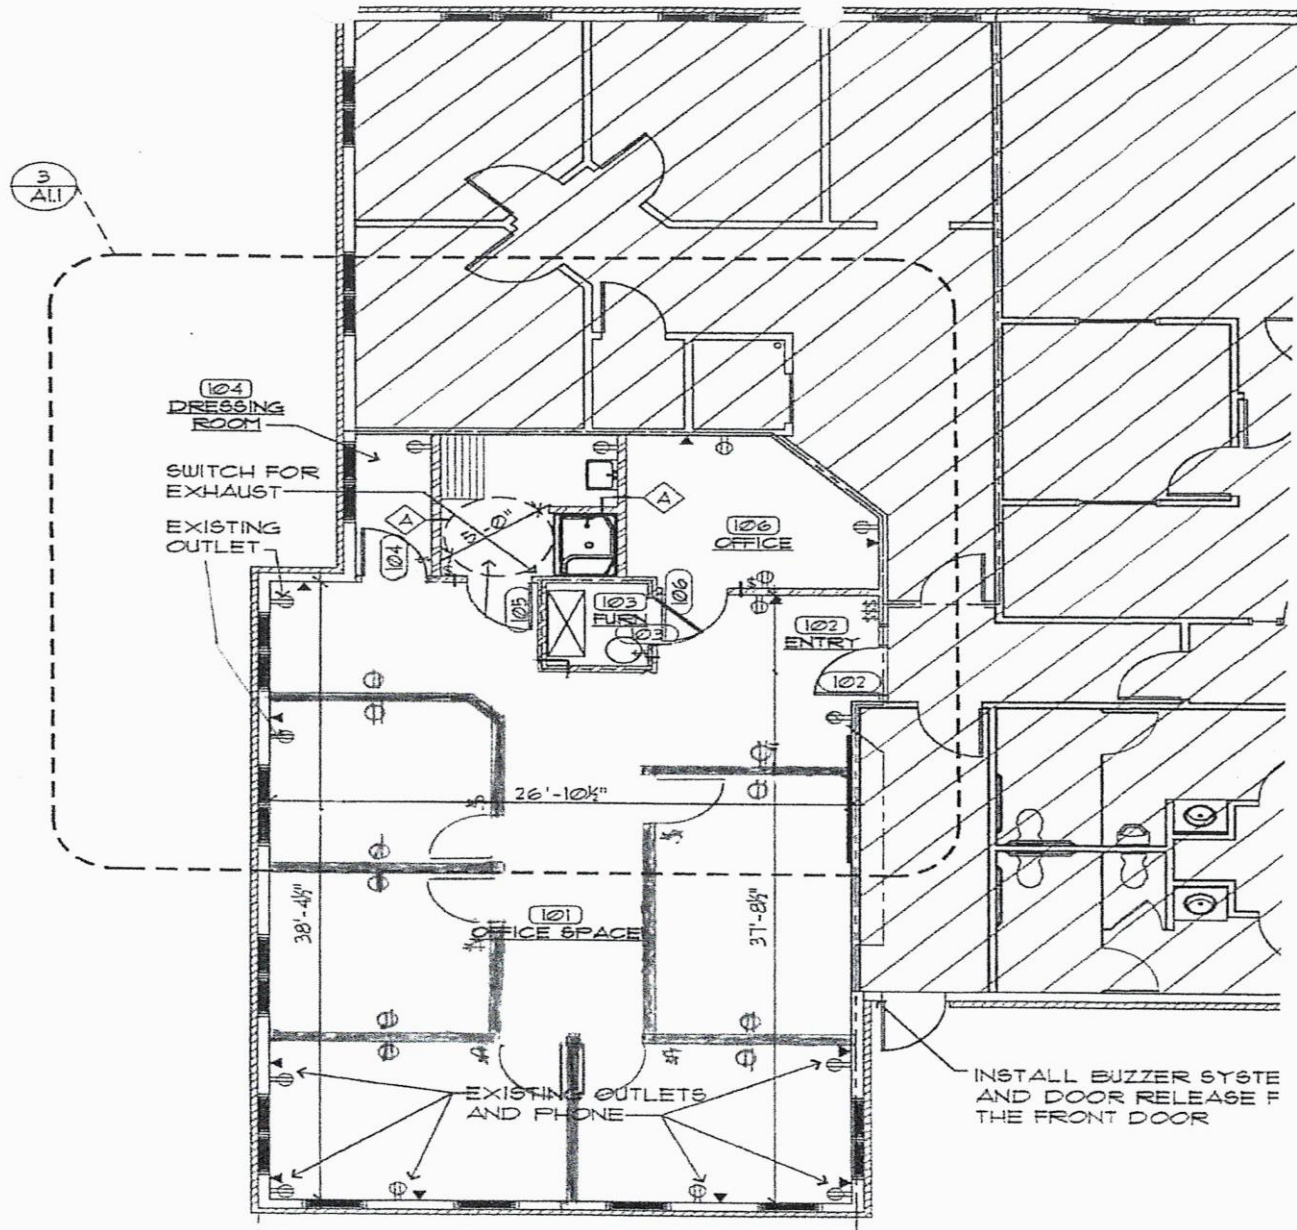 3
A1.1
104
DRESSING
ROOM
SWITCH FOR
EXHAUST
EXISTING
OUTLET
A
A
5'-0"
106
OFFICE
104
105
103
FURN
103
106
102
ENTRY
$$$
102
26'-10½"
38'-4½"
37'-8½"
101
OFFICE SPACE
EXISTING OUTLETS
AND PHONE
INSTALL BUZZER SYSTE
AND DOOR RELEASE F
THE FRONT DOOR